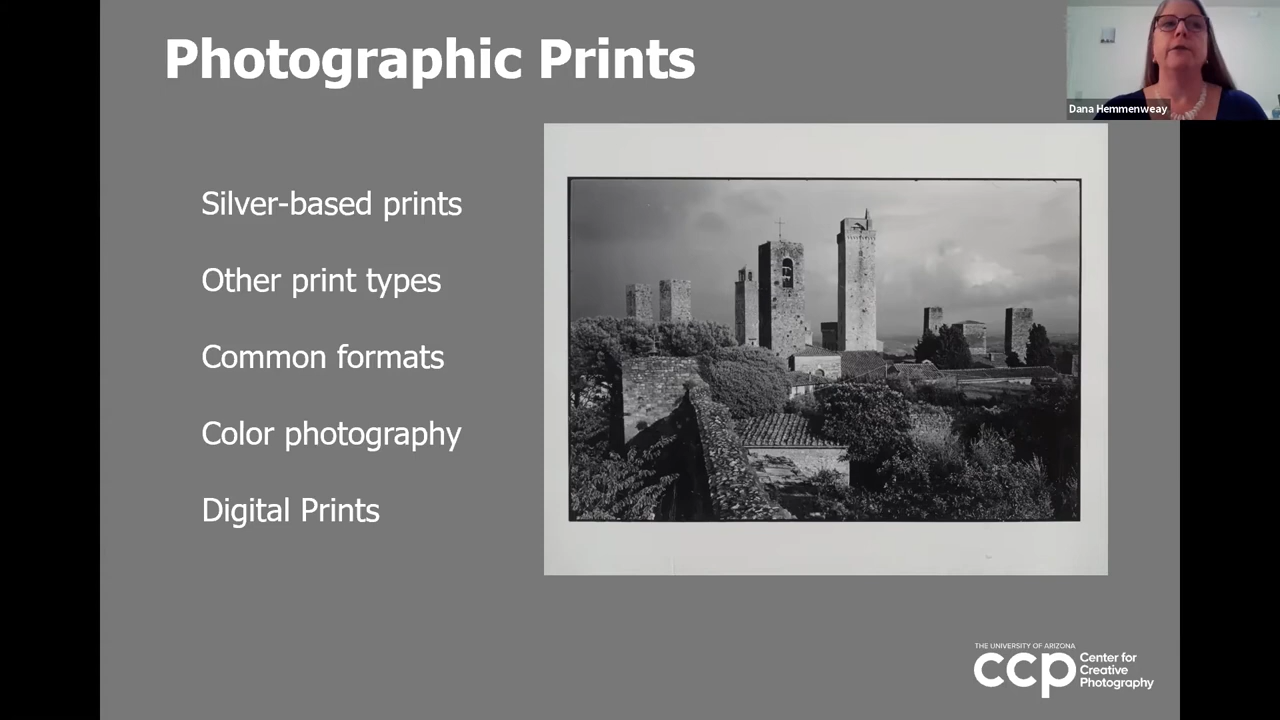 Photographic Prints
Dana Hemmenweay
Silver-based prints
Other print types
Common formats
Color photography
Digital Prints
THE UNIVERSITY OF ARIZONA
ccp
Center for
Creative
Photography